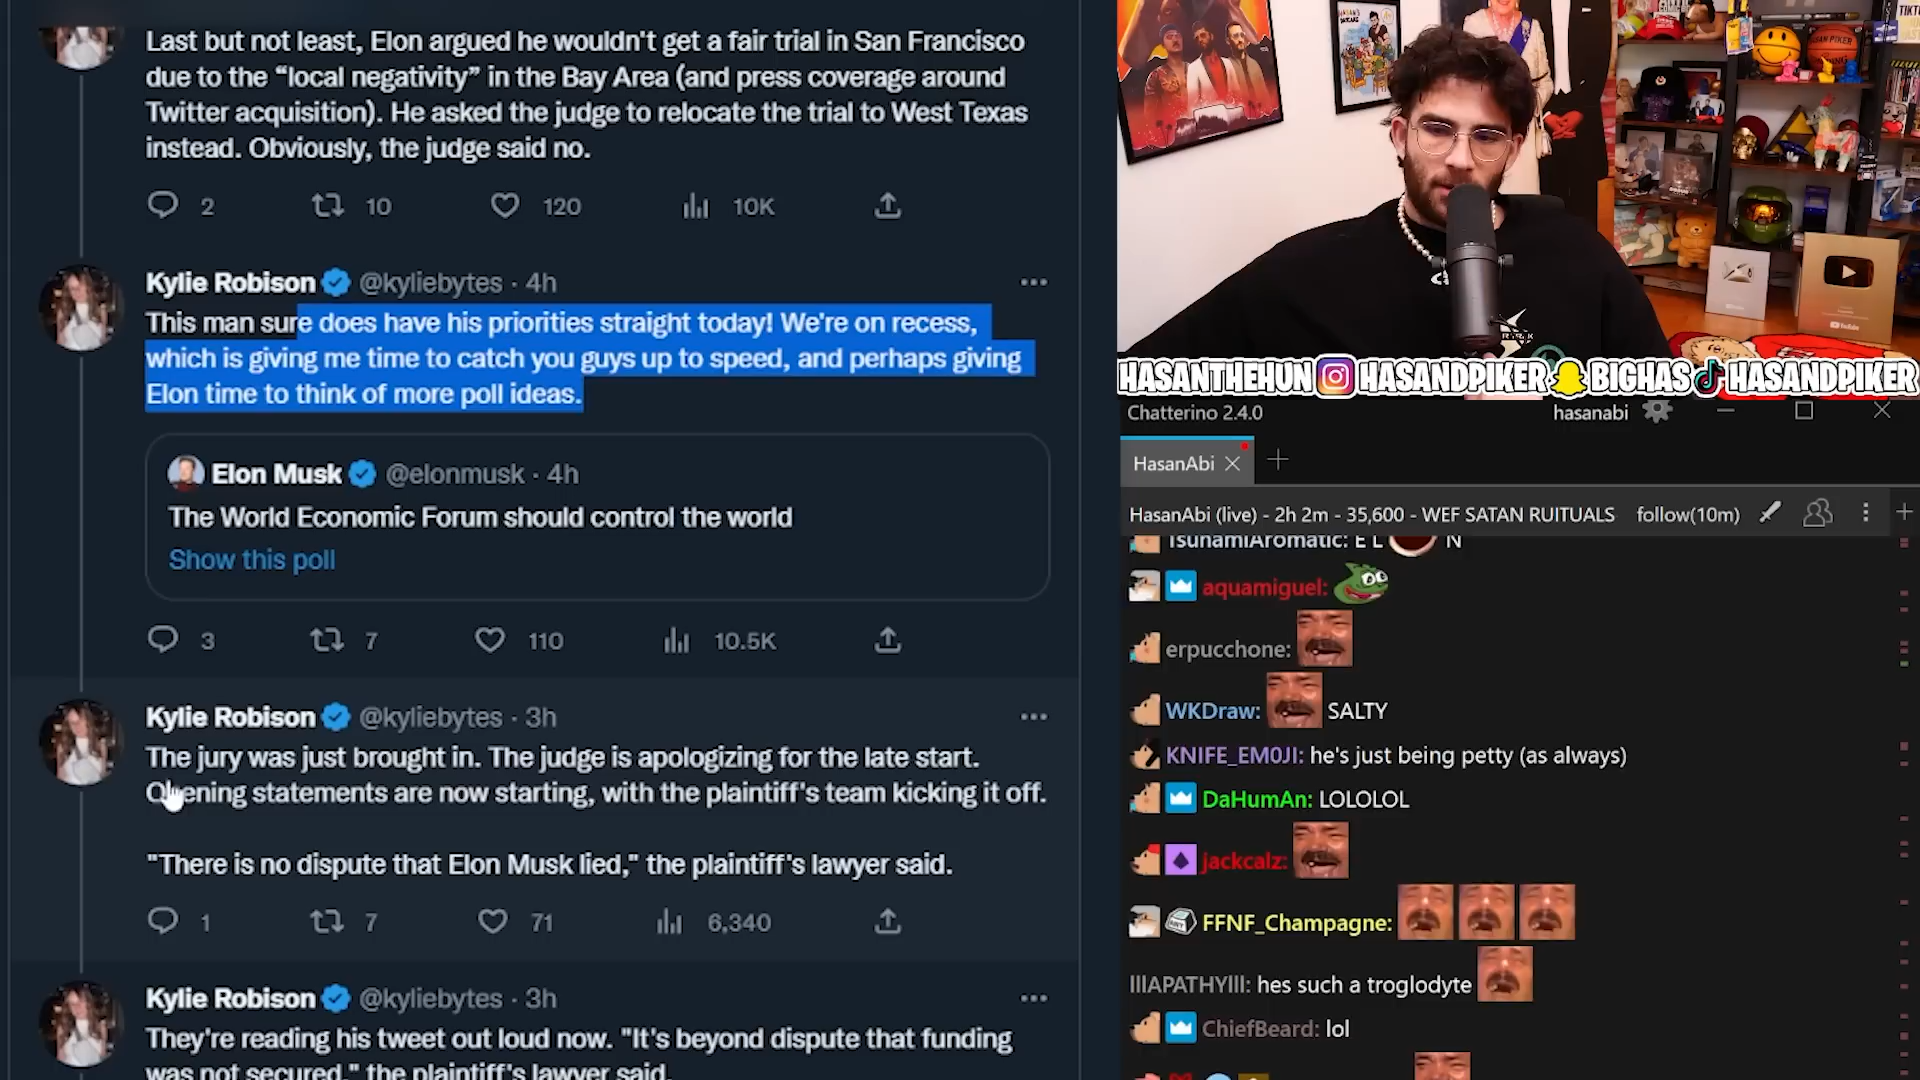 Last but not least, Elon argued he wouldn't get a fair trial in San Francisco
due to the “local negativity” in the Bay Area (and press coverage around
Twitter acquisition). He asked the judge to relocate the trial to West Texas
instead. Obviously, the judge said no.
2 10 120 10K
Kylie Robison @kyliebytes · 4h
This man sure does have his priorities straight today! We're on recess,
which is giving me time to catch you guys up to speed, and perhaps giving
Elon time to think of more poll ideas.
Elon Musk @elonmusk · 4h
The World Economic Forum should control the world
Show this poll
3 7 110 10.5K
Kylie Robison @kyliebytes · 3h
The jury was just brought in. The judge is apologizing for the late start.
Opening statements are now starting, with the plaintiff's team kicking it off.
"There is no dispute that Elon Musk lied," the plaintiff's lawyer said.
1 7 71 6,340
Kylie Robison @kyliebytes · 3h
They're reading his tweet out loud now. "It's beyond dispute that funding
was not secured," the plaintiff's lawyer said.
HASANTHEHUN HASANDPIKER BIGHAS HASANDPIKER
Chatterino 2.4.0 hasanabi
HasanAbi
HasanAbi (live) - 2h 2m - 35,600 - WEF SATAN RUITUALS follow(10m)
TsunamiAromatic: E L N
aquamiguel:
erpucchone:
WKDraw: SALTY
KNIFE_EM0JI: he's just being petty (as always)
DaHumAn: LOLOLOL
jackcalz:
FFNF_Champagne:
lllAPATHYlll: hes such a troglodyte
ChiefBeard: lol